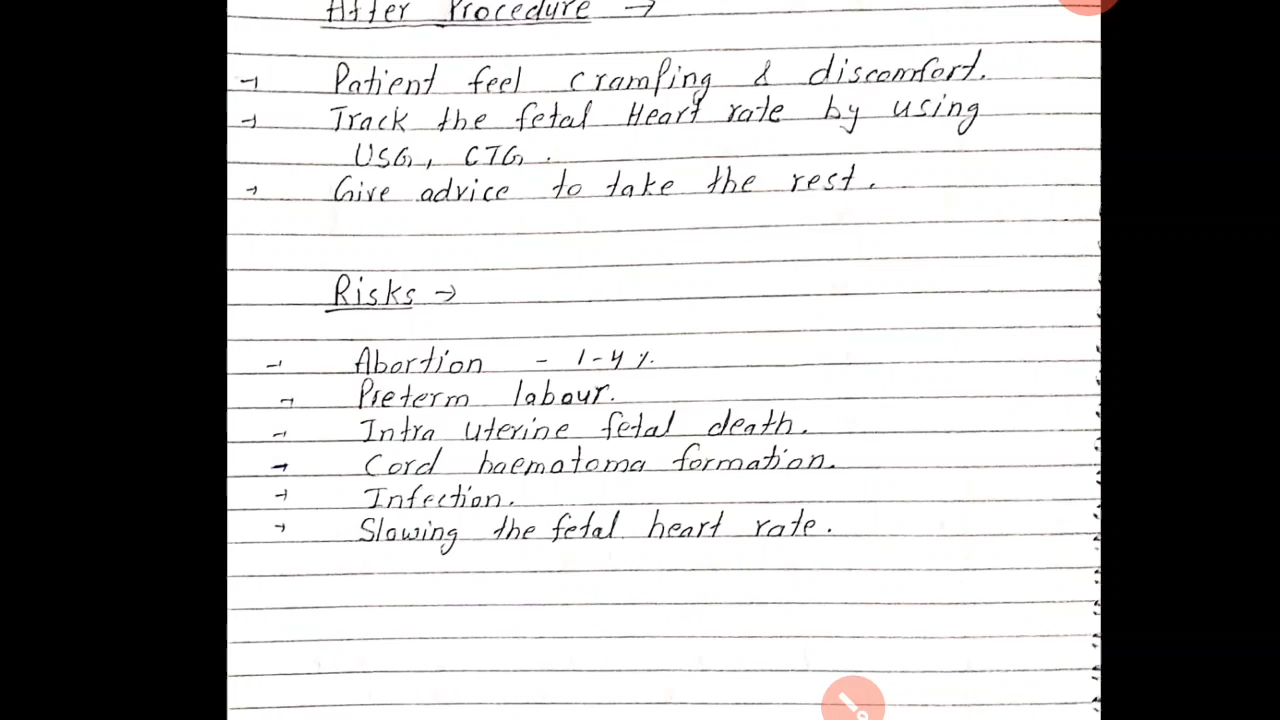 After Procedure →
→ Patient feel cramping & discomfort.
→ Track the fetal Heart rate by using
USG, CTG.
→ Give advice to take the rest.
Risks →
→ Abortion - 1-4 %.
→ Preterm labour.
→ Intra uterine fetal death.
→ Cord haematoma formation.
→ Infection.
→ Slowing the fetal heart rate.